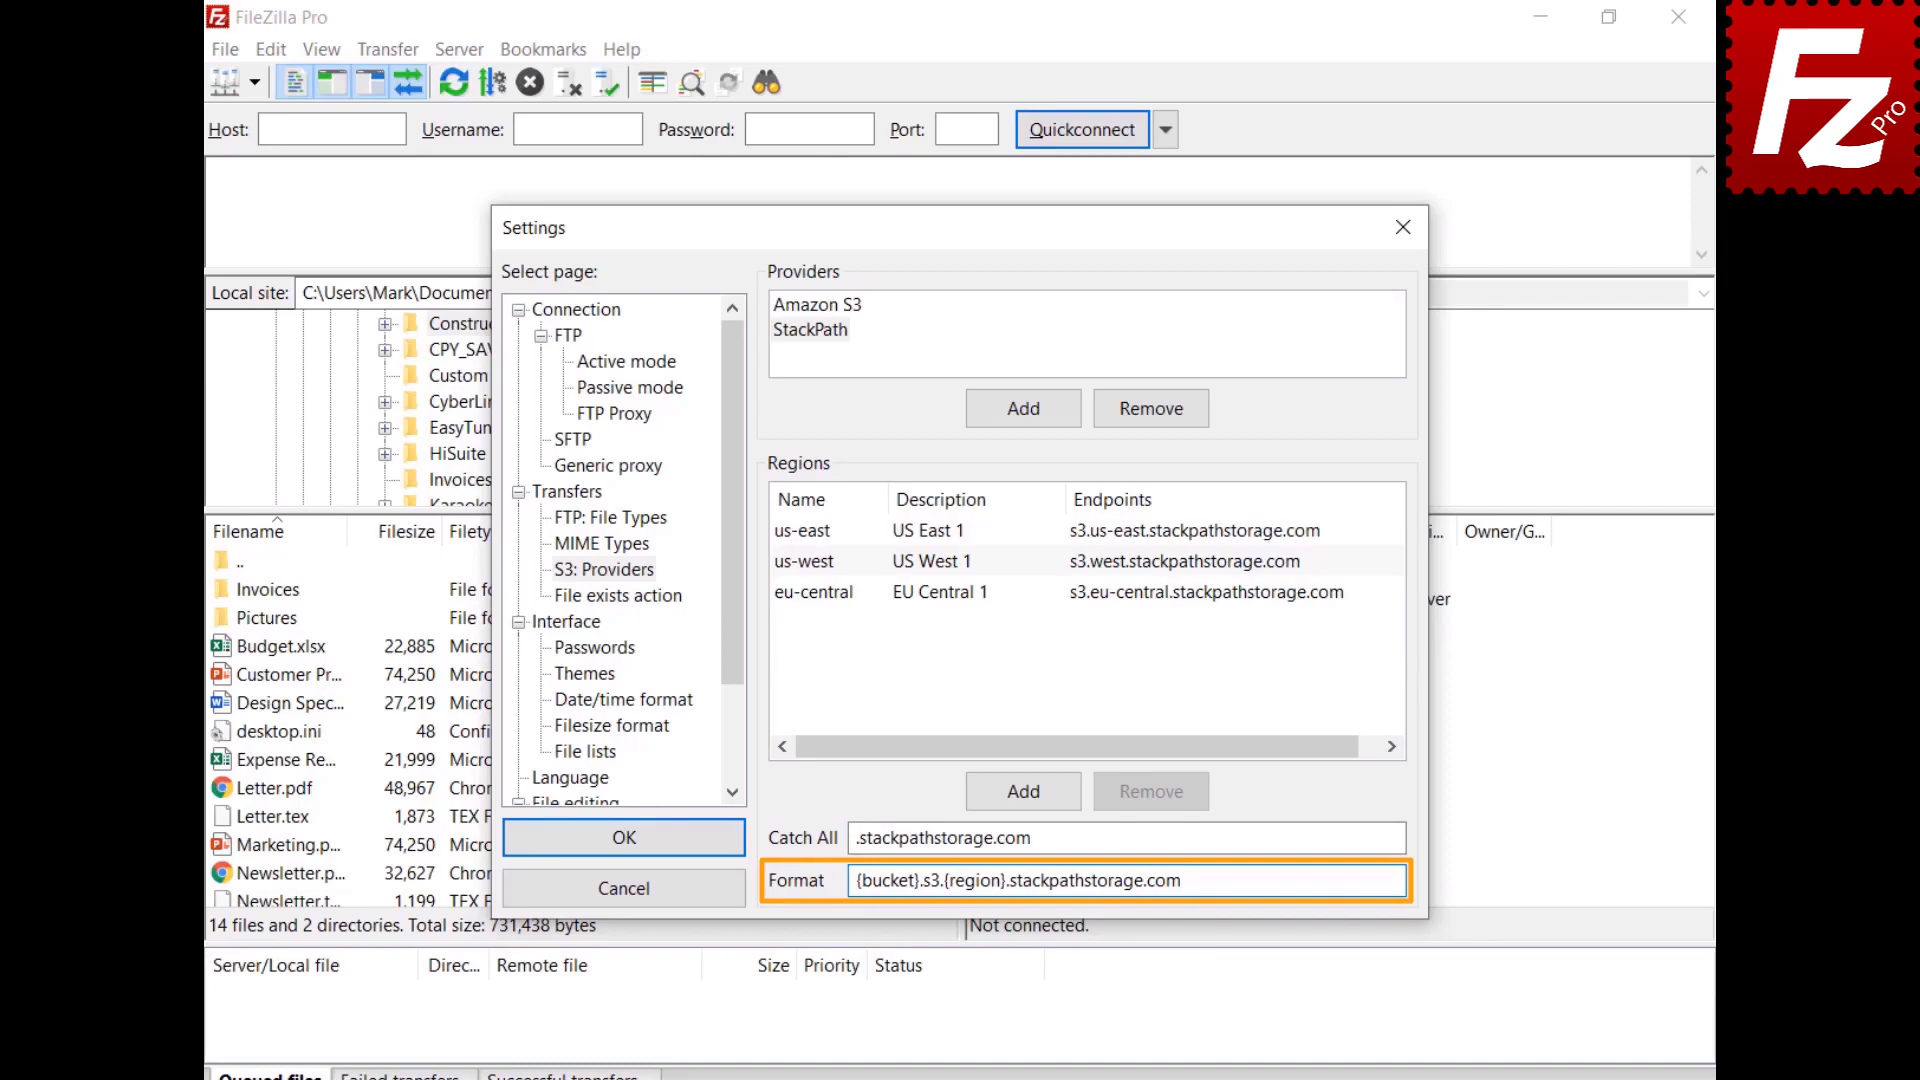 FileZilla Pro
File Edit View Transfer Server Bookmarks Help
Host: Username: Password: Port: Quickconnect
Fz Pro
Local site: C:\Users\Mark\Documen
Constru
CPY_SAV
Custom
CyberLin
EasyTun
HiSuite
Invoices
Karaoke
Filename Filesize Filety
..
Invoices File fo
Pictures File fo
Budget.xlsx 22,885 Micro
Customer Pr... 74,250 Micro
Design Spec... 27,219 Micro
desktop.ini 48 Confi
Expense Re... 21,999 Micro
Letter.pdf 48,967 Chron
Letter.tex 1,873 TEX F
Marketing.p... 74,250 Micro
Newsletter.p... 32,627 Chron
Newsletter.t... 1,199 TEX F
14 files and 2 directories. Total size: 731,438 bytes
Settings
Select page:
Connection
FTP
Active mode
Passive mode
FTP Proxy
SFTP
Generic proxy
Transfers
FTP: File Types
MIME Types
S3: Providers
File exists action
Interface
Passwords
Themes
Date/time format
Filesize format
File lists
Language
File editing
OK
Cancel
Providers
Amazon S3
StackPath
Add Remove
Regions
Name Description Endpoints
us-east US East 1 s3.us-east.stackpathstorage.com
us-west US West 1 s3.west.stackpathstorage.com
eu-central EU Central 1 s3.eu-central.stackpathstorage.com
Add Remove
Catch All .stackpathstorage.com
Format {bucket}.s3.{region}.stackpathstorage.com
i... Owner/G...
ver
Not connected.
Server/Local file Direc... Remote file Size Priority Status
Queued files Failed transfers Successful transfers